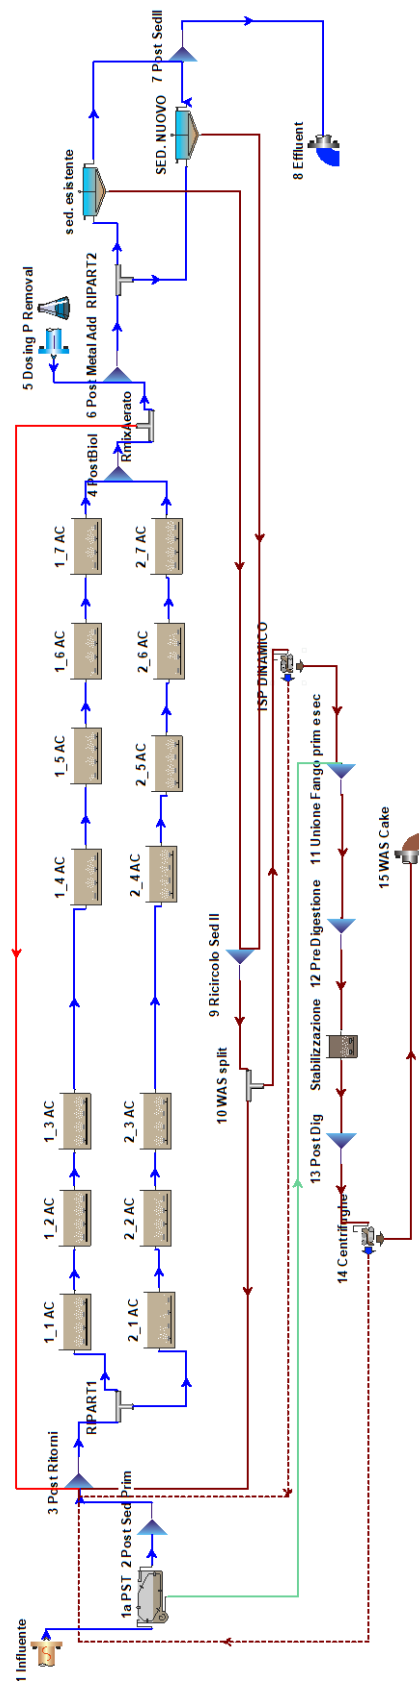 1 Influente
1a PST
2 Post Sed Prim
3 Post Ritorni
RIPART1
1_1 AC
1_2 AC
1_3 AC
1_4 AC
1_5 AC
1_6 AC
1_7 AC
2_1 AC
2_2 AC
2_3 AC
2_4 AC
2_5 AC
2_6 AC
2_7 AC
4 PostBiol
RmixAerato
5 Dosing P Removal
6 Post Metal Add
RIPART2
sed. esistente
SED. NUOVO
7 Post SedII
8 Effluent
9 Ricircolo Sed II
10 WAS split
ISP DINAMICO
11 Unione Fango prim e sec
12 Pre Digestione
Stabilizzazione
13 Post Dig
14 Centrifughe
15 WAS Cake
S